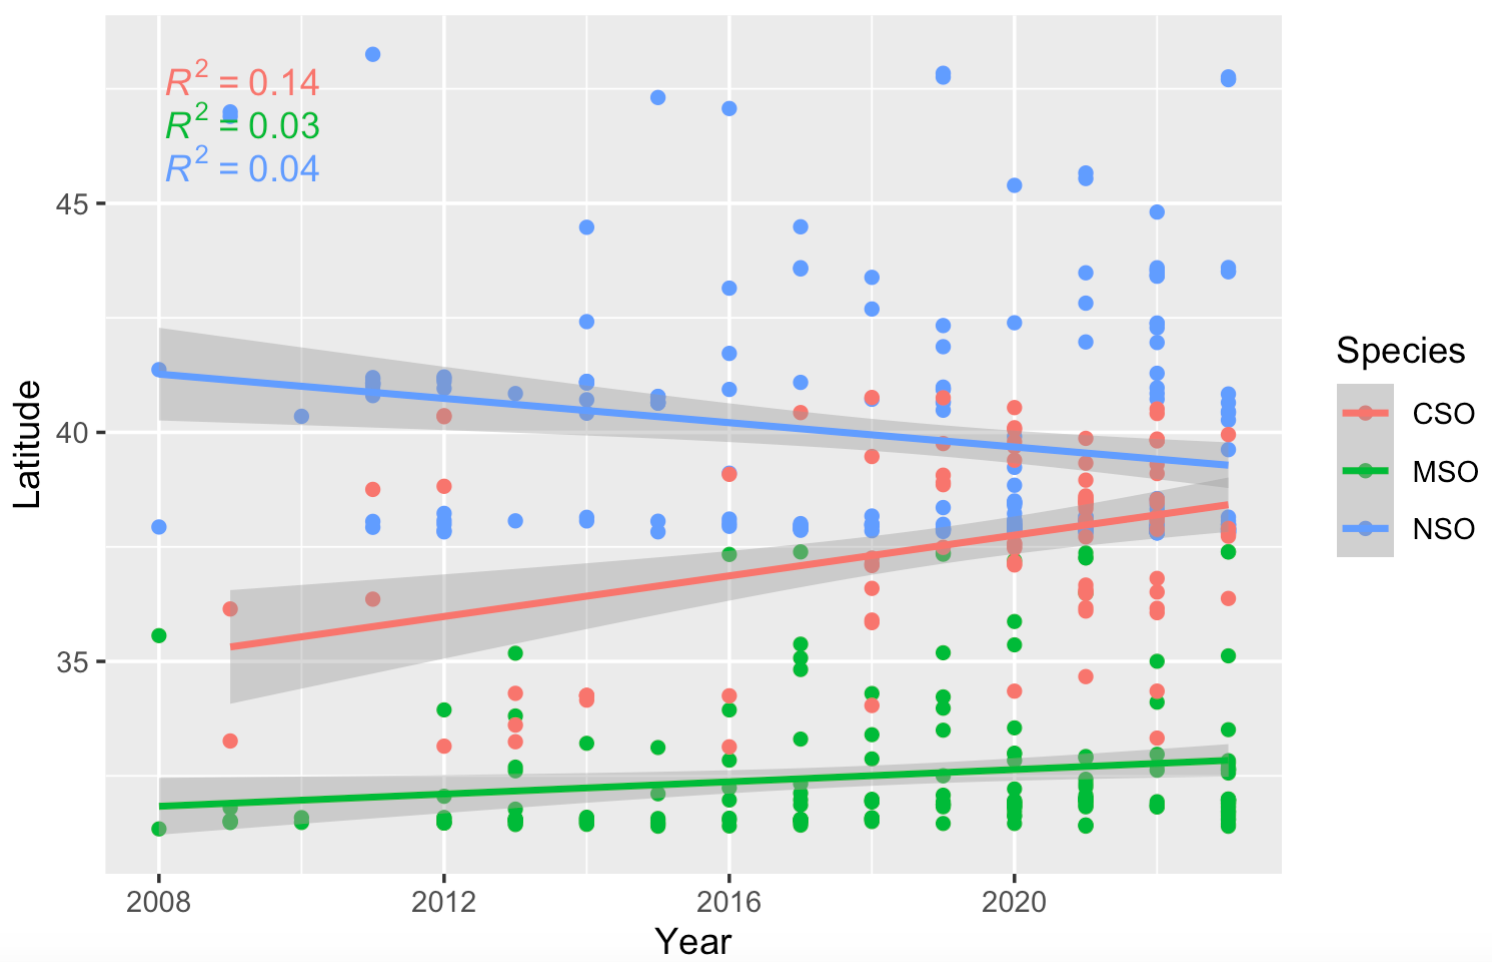 R² = 0.14
R² = 0.03
R² = 0.04
45
40
35
Latitude
2008 2012 2016 2020
Year
Species
CSO
MSO
NSO